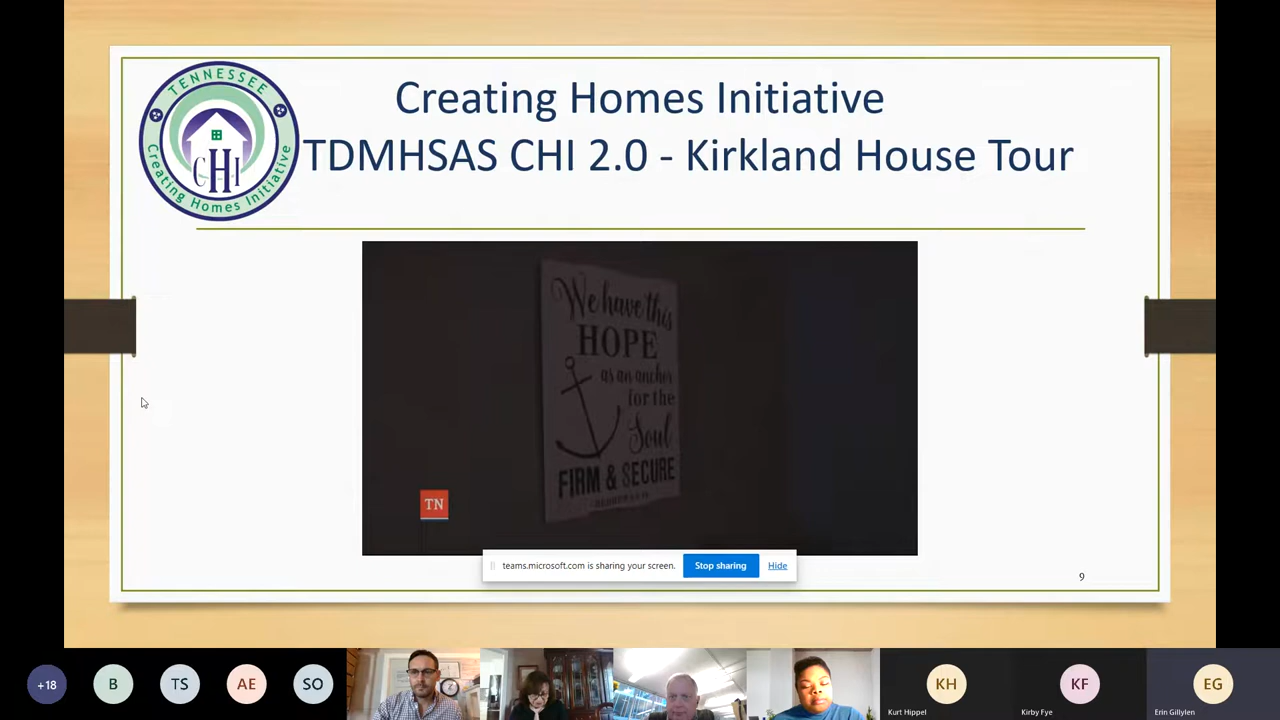 TENNESSEE
CHI
Creating Homes Initiative
Creating Homes Initiative
TDMHSAS CHI 2.0 - Kirkland House Tour
We have this
HOPE
as an anchor
for the
Soul
FIRM & SECURE
TN
teams.microsoft.com is sharing your screen.
Stop sharing
Hide
9
+18
B
TS
AE
SO
KH
Kurt Hippel
KF
Kirby Fye
EG
Erin Gillylen